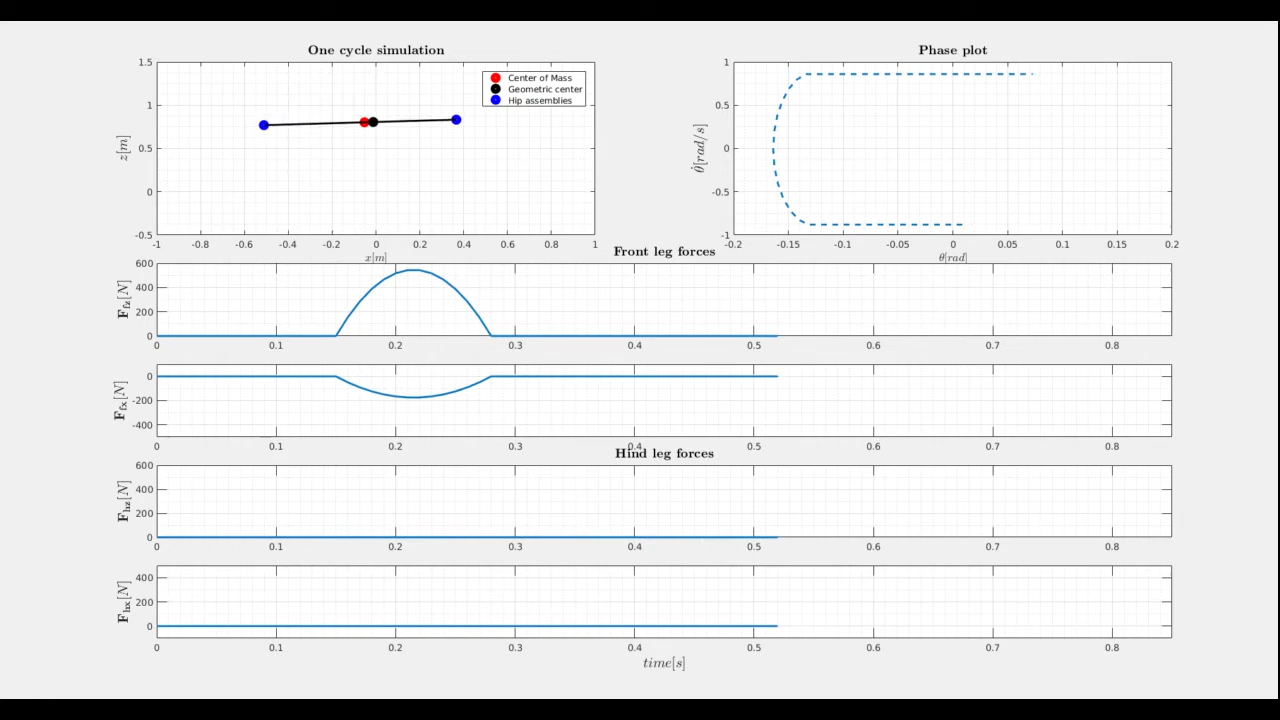 One cycle simulation
1.5
1
0.5
0
-0.5
z[m]
-1 -0.8 -0.6 -0.4 -0.2 0 0.2 0.4 0.6 0.8 1
x[m]
Center of Mass
Geometric center
Hip assemblies
Phase plot
1
0.5
0
-0.5
-1
θ̇[rad/s]
-0.2 -0.15 -0.1 -0.05 0 0.05 0.1 0.15 0.2
θ[rad]
Front leg forces
600
400
200
0
F_fz[N]
0 0.1 0.2 0.3 0.4 0.5 0.6 0.7 0.8
0
-200
-400
F_fx[N]
0 0.1 0.2 0.3 0.4 0.5 0.6 0.7 0.8
Hind leg forces
600
400
200
0
F_hz[N]
0 0.1 0.2 0.3 0.4 0.5 0.6 0.7 0.8
400
200
0
F_hx[N]
0 0.1 0.2 0.3 0.4 0.5 0.6 0.7 0.8
time[s]